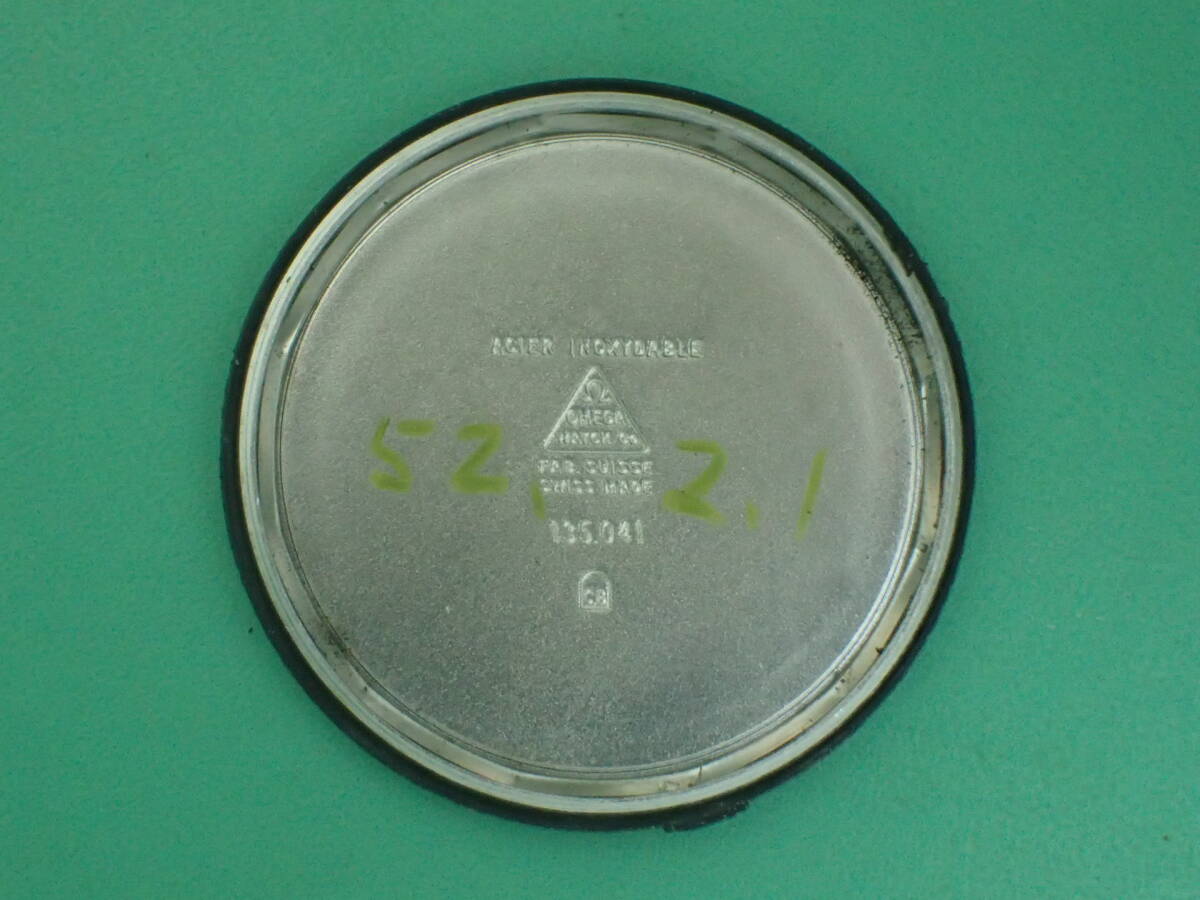 ACIER INOXYDABLE
Ω
OMEGA
WATCH Co
FAB. SUISSE
SWISS MADE
52, 2.1
135.041
CB